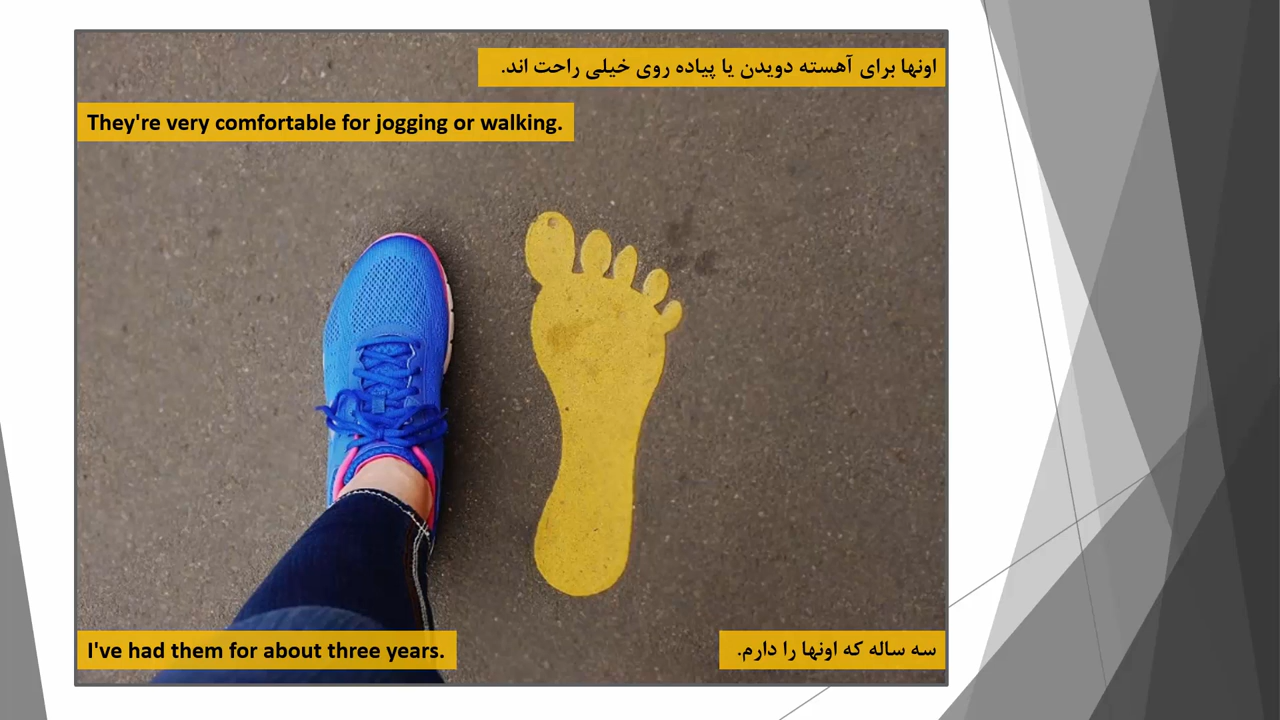 اونها برای آهسته دویدن یا پیاده روی خیلی راحت اند.
They're very comfortable for jogging or walking.
I've had them for about three years.
سه ساله که اونها را دارم.